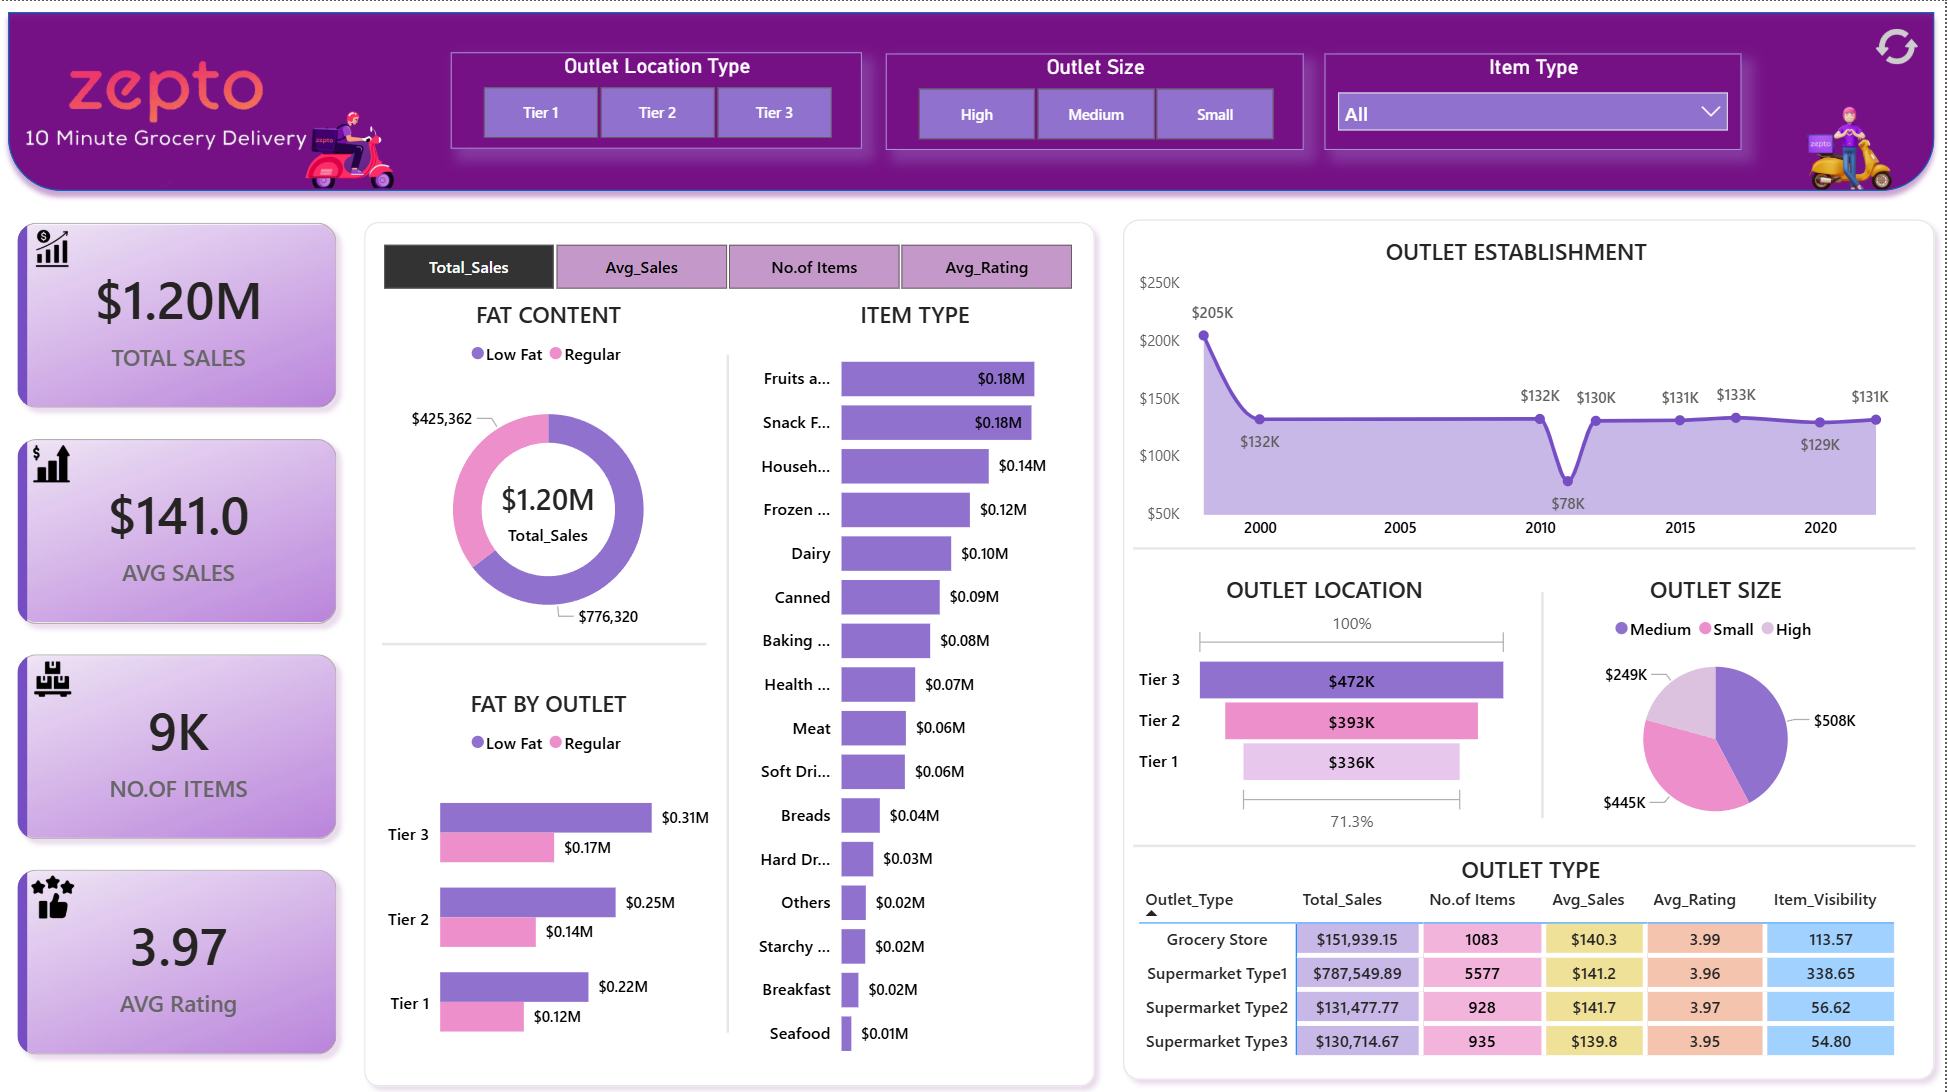 zepto
10 Minute Grocery Delivery
zepto
Outlet Location Type
Tier 1
Tier 2
Tier 3
Outlet Size
High
Medium
Small
Item Type
All
zepto
$1.20M
TOTAL SALES
$141.0
AVG SALES
9K
NO.OF ITEMS
3.97
AVG Rating
Total_Sales
Avg_Sales
No.of Items
Avg_Rating
FAT CONTENT
Low Fat
Regular
$425,362
$1.20M
Total_Sales
$776,320
FAT BY OUTLET
Low Fat
Regular
Tier 3
$0.31M
$0.17M
Tier 2
$0.25M
$0.14M
Tier 1
$0.22M
$0.12M
ITEM TYPE
Fruits a... $0.18M
Snack F... $0.18M
Househ... $0.14M
Frozen ... $0.12M
Dairy $0.10M
Canned $0.09M
Baking ... $0.08M
Health ... $0.07M
Meat $0.06M
Soft Dri... $0.06M
Breads $0.04M
Hard Dr... $0.03M
Others $0.02M
Starchy ... $0.02M
Breakfast $0.02M
Seafood $0.01M
OUTLET ESTABLISHMENT
$250K
$200K
$150K
$100K
$50K
$205K
$132K
$132K
$78K
$130K
$131K
$133K
$129K
$131K
2000
2005
2010
2015
2020
OUTLET LOCATION
100%
Tier 3 $472K
Tier 2 $393K
Tier 1 $336K
71.3%
OUTLET SIZE
Medium
Small
High
$249K
$508K
$445K
OUTLET TYPE
Outlet_Type Total_Sales No.of Items Avg_Sales Avg_Rating Item_Visibility
Grocery Store $151,939.15 1083 $140.3 3.99 113.57
Supermarket Type1 $787,549.89 5577 $141.2 3.96 338.65
Supermarket Type2 $131,477.77 928 $141.7 3.97 56.62
Supermarket Type3 $130,714.67 935 $139.8 3.95 54.80